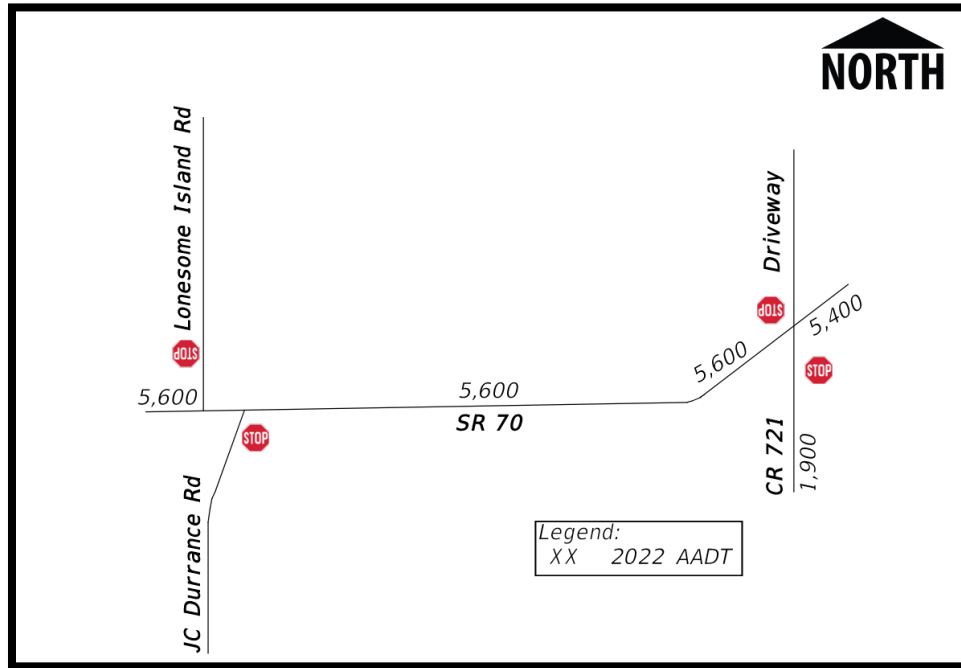 NORTH
Lonesome Island Rd
Driveway
STOP
5,400
STOP
5,600
STOP
5,600
5,600
SR 70
STOP
CR 721
1,900
JC Durrance Rd
Legend:
XX 2022 AADT